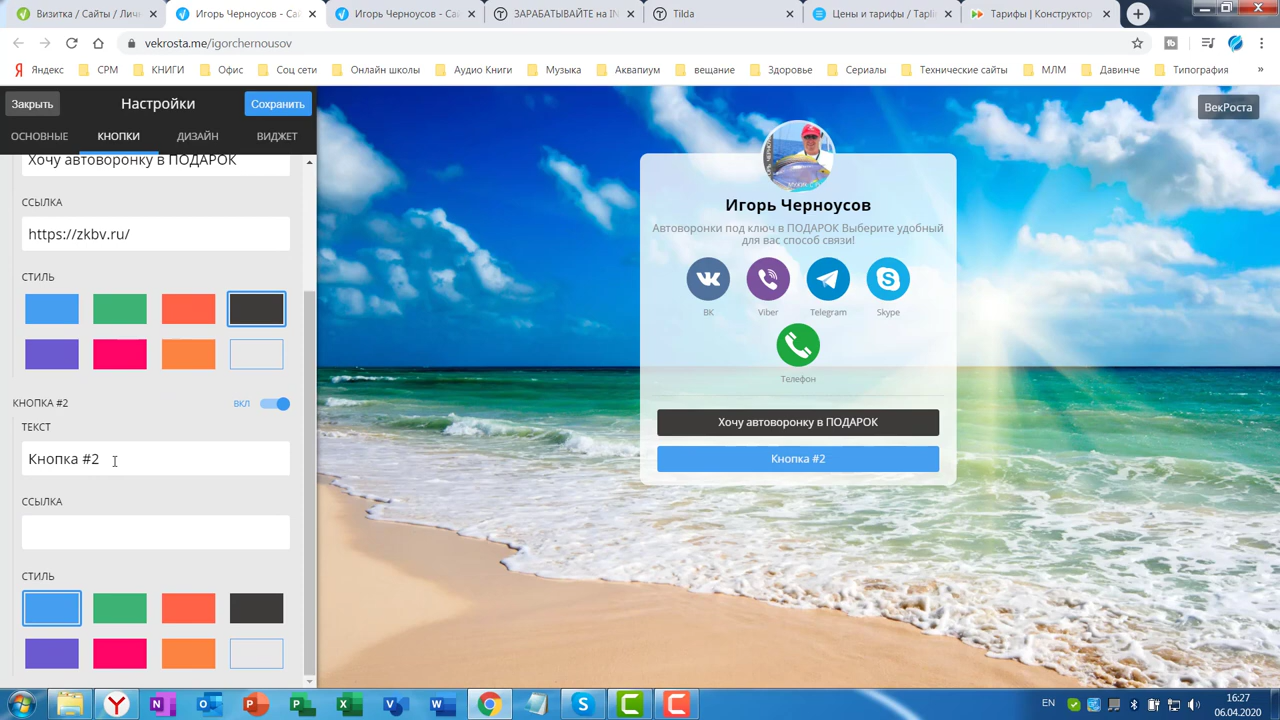 Визитка / Сайты / Личн
Игорь Черноусов - Сай
Игорь Черноусов - Сай
ЗАРАБАТЫВАЙТЕ на IN
Tilda
Цены и тарифы / Taplin
Тарифы | Конструктор
vekrosta.me/igorchernousov
Яндекс
СРМ
КНИГИ
Офис
Соц сети
Онлайн школы
Аудио Книги
Музыка
Акваپиум
вещание
Здоровье
Сериалы
Технические сайты
МЛМ
Давинче
Типография
»
Закрыть
Настройки
Сохранить
ОСНОВНЫЕ
КНОПКИ
ДИЗАЙН
ВИДЖЕТ
Хочу автоворонку в ПОДАРОК
ССЫЛКА
https://zkbv.ru/
СТИЛЬ
КНОПКА #2
ВКЛ
ТЕКСТ
Кнопка #2
ССЫЛКА
СТИЛЬ
ВекРоста
Игорь Черноусов
Автоворонки под ключ в ПОДАРОК Выберите удобный
для вас способ связи!
ВК
Viber
Telegram
Skype
Телефон
Хочу автоворонку в ПОДАРОК
Кнопка #2
EN
16:27
06.04.2020